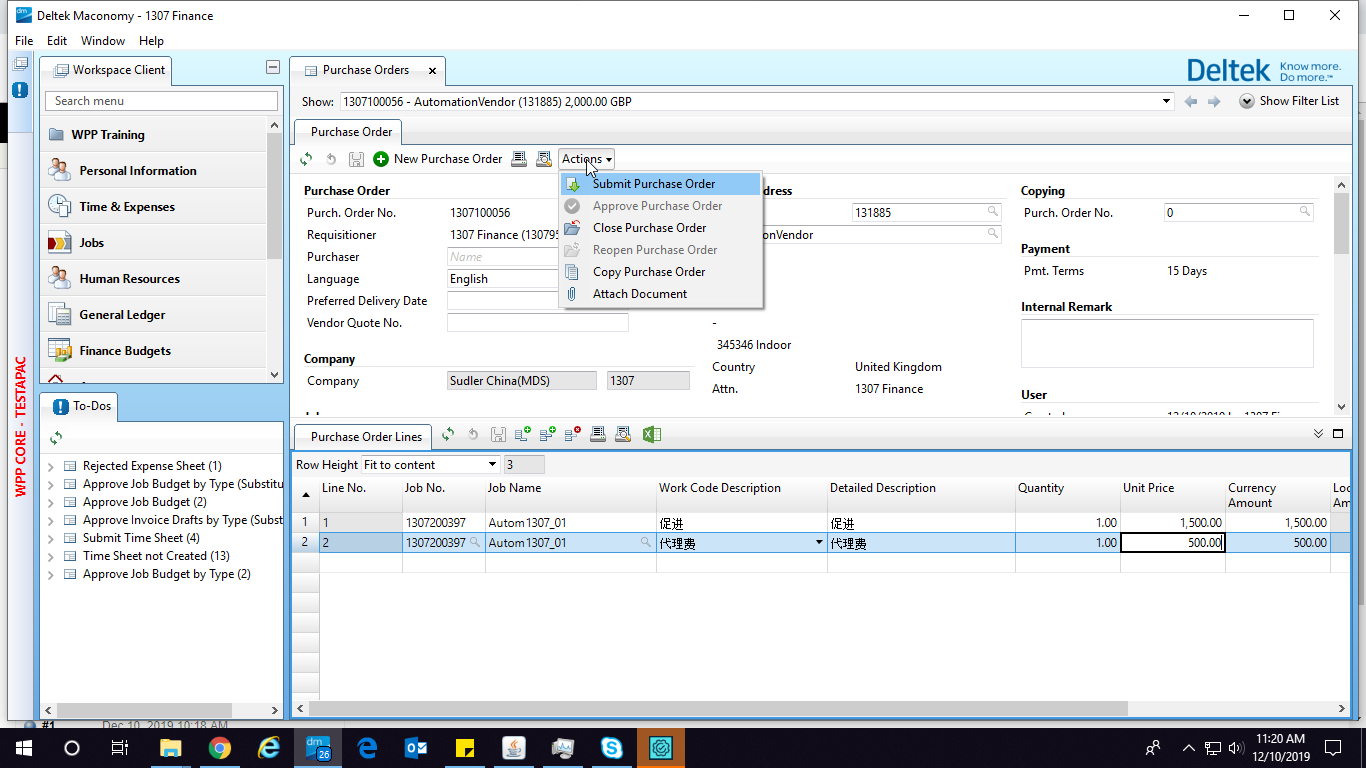 Deltek Maconomy - 1307 Finance
File Edit Window Help
Workspace Client
Search menu
WPP Training
Personal Information
Time & Expenses
Jobs
Human Resources
General Ledger
Finance Budgets
WPP CORE - TESTAPAC
To-Dos
Rejected Expense Sheet (1)
Approve Job Budget by Type (Substitu
Approve Job Budget (2)
Approve Invoice Drafts by Type (Subst
Submit Time Sheet (4)
Time Sheet not Created (13)
Approve Job Budget by Type (2)
Purchase Orders
Deltek Know more. Do more.™
Show: 1307100056 - AutomationVendor (131885) 2,000.00 GBP Show Filter List
Purchase Order
New Purchase Order Actions
Submit Purchase Order
Approve Purchase Order
Close Purchase Order
Reopen Purchase Order
Copy Purchase Order
Attach Document
Purchase Order
Purch. Order No. 1307100056
Requisitioner 1307 Finance (130795
Purchaser Name
Language English
Preferred Delivery Date
Vendor Quote No.
Company
Company Sudler China(MDS) 1307
ddress
131885
onVendor
-
345346 Indoor
Country United Kingdom
Attn. 1307 Finance
Copying
Purch. Order No. 0
Payment
Pmt. Terms 15 Days
Internal Remark
User
Purchase Order Lines
Row Height Fit to content 3
Line No. Job No. Job Name Work Code Description Detailed Description Quantity Unit Price Currency Amount Loc Am
1 1 1307200397 Autom1307_01 促进 促进 1.00 1,500.00 1,500.00
2 2 1307200397 Autom1307_01 代理费 代理费 1.00 500.00 500.00
#1 Dec 10, 2019 10:18 AM
dm 26
11:20 AM
12/10/2019